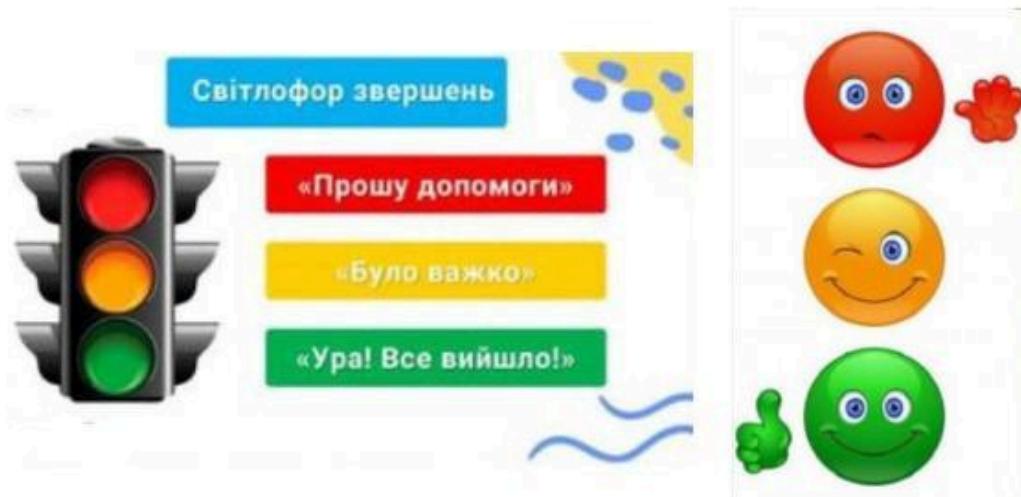 Світлофор звершень
«Прошу допомоги»
«Було важко»
«Ура! Все вийшло!»